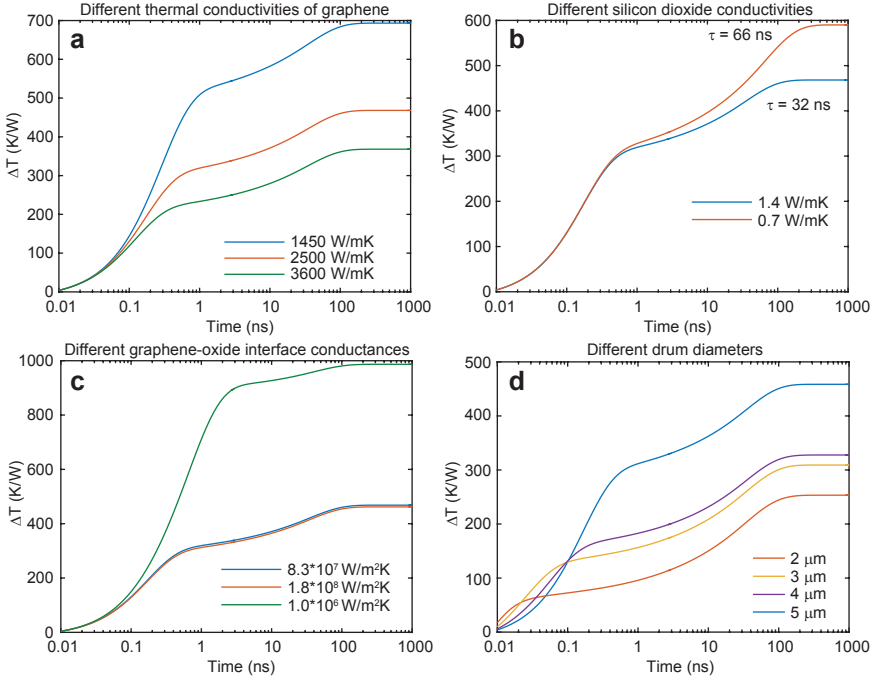 Different thermal conductivities of graphene
a
ΔT (K/W)
700
600
500
400
300
200
100
0
1450 W/mK
2500 W/mK
3600 W/mK
0.01 0.1 1 10 100 1000
Time (ns)
Different silicon dioxide conductivities
b
ΔT (K/W)
600
500
400
300
200
100
0
τ = 66 ns
τ = 32 ns
1.4 W/mK
0.7 W/mK
0.01 0.1 1 10 100 1000
Time (ns)
Different graphene-oxide interface conductances
c
ΔT (K/W)
1000
800
600
400
200
0
8.3*10⁷ W/m²K
1.8*10⁸ W/m²K
1.0*10⁶ W/m²K
0.01 0.1 1 10 100 1000
Time (ns)
Different drum diameters
d
ΔT (K/W)
500
400
300
200
100
0
2 μm
3 μm
4 μm
5 μm
0.01 0.1 1 10 100 1000
Time (ns)